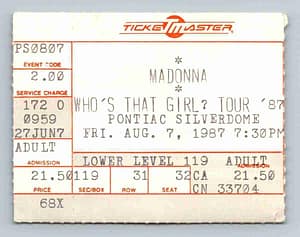 TICKETMASTER
PS0807
EVENT CODE
2.00
MADONNA
SERVICE CHARGE
172 0
WHO'S THAT GIRL? TOUR '87
0959
PONTIAC SILVERDOME
27JUN7
FRI. AUG. 7, 1987 7:30PM
ADULT
LOWER LEVEL 119 ADULT
ADMISSION
SECTION/BOX
ROW
SEAT
ADMISSION
21.50
119
31
32
CA
21.50
68X
CN 33704